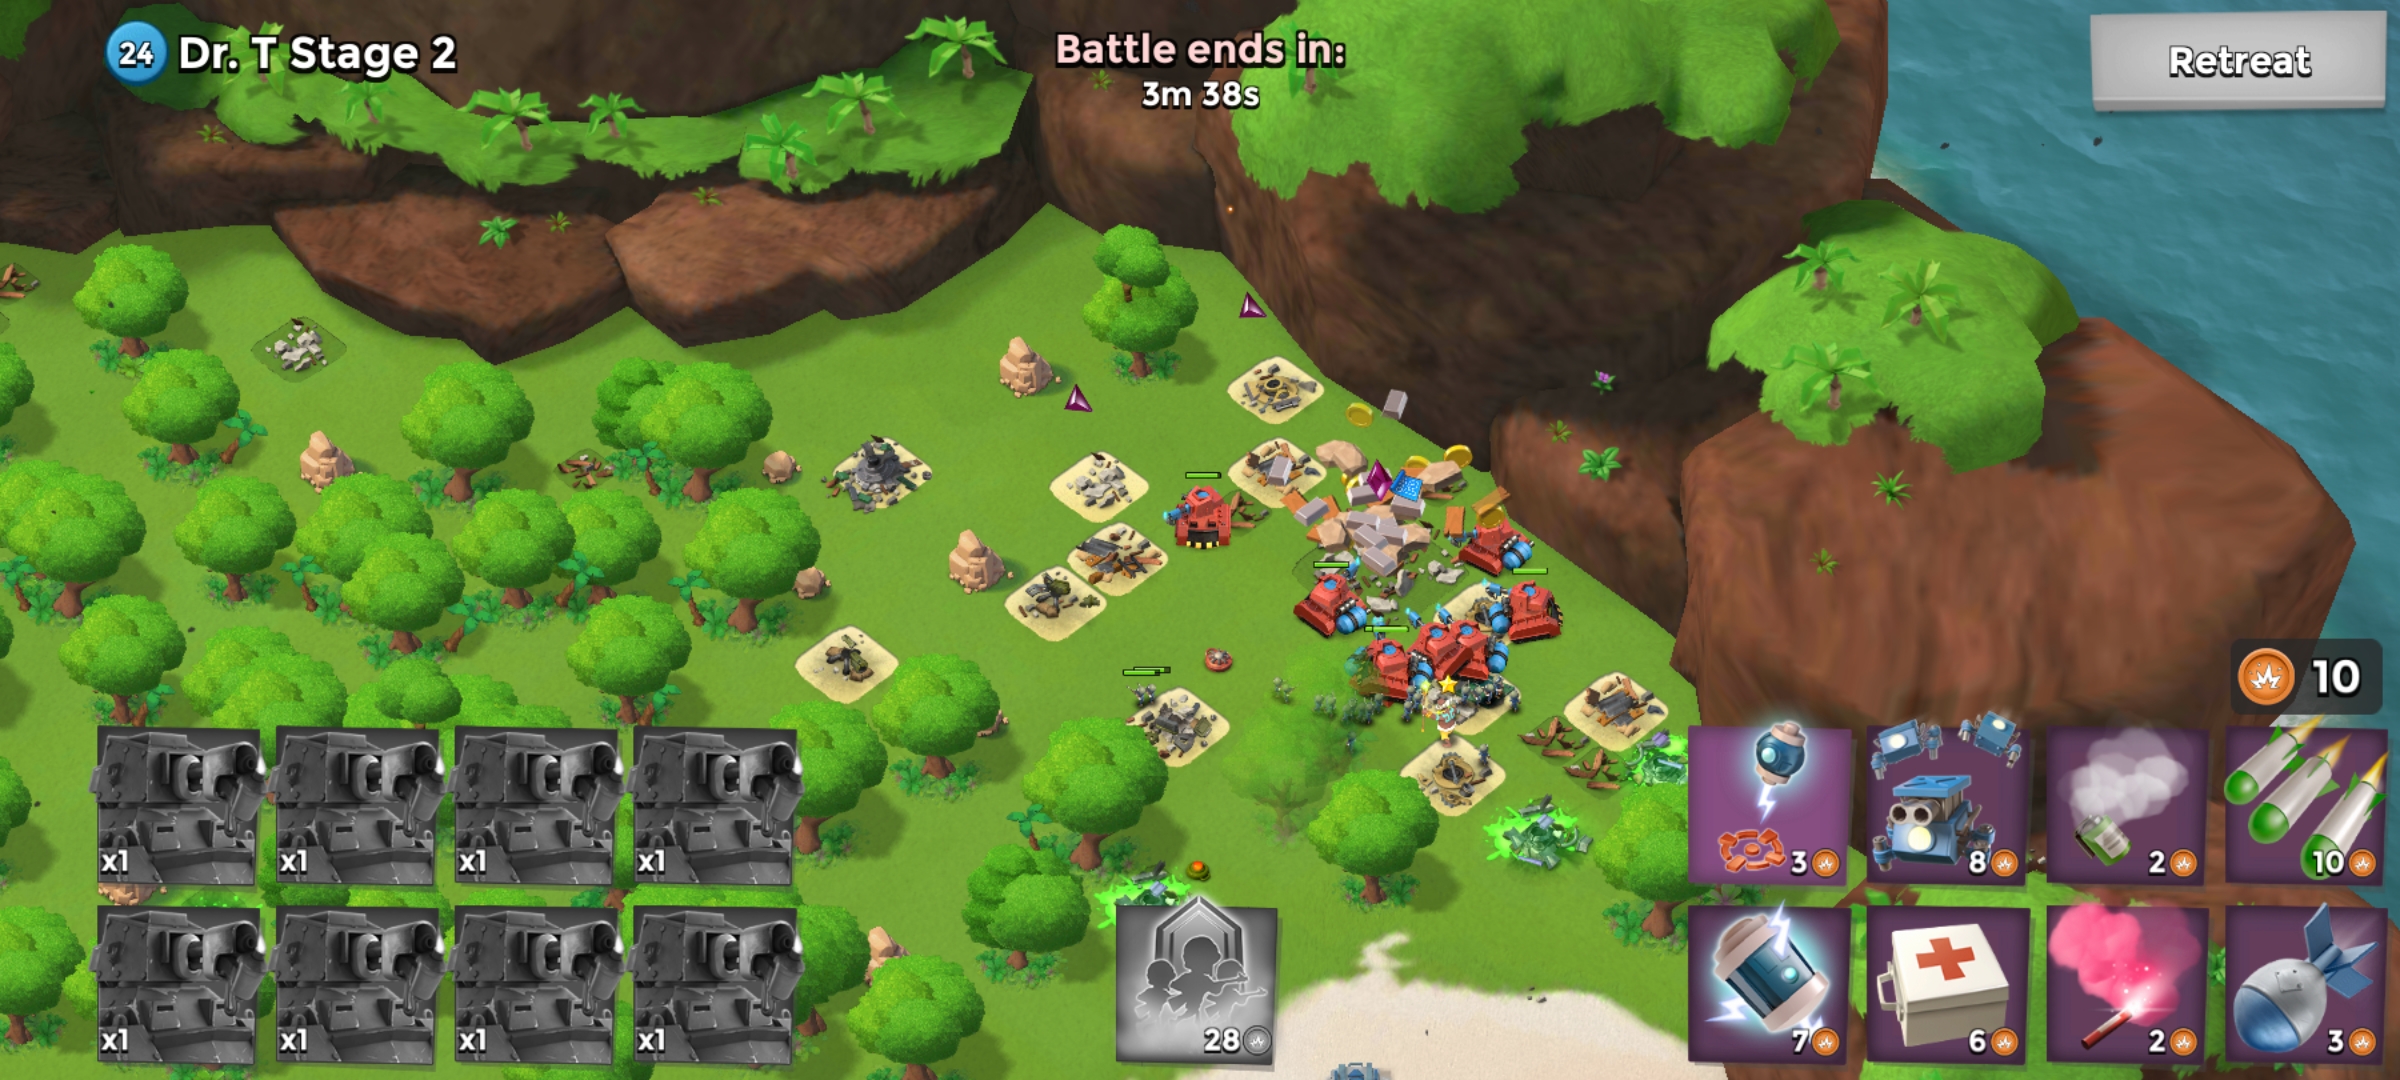 24 Dr. T Stage 2
Battle ends in:
3m 38s
Retreat
10
x1 x1 x1 x1
3 8 2 10
x1 x1 x1 x1
28
7 6 2 3